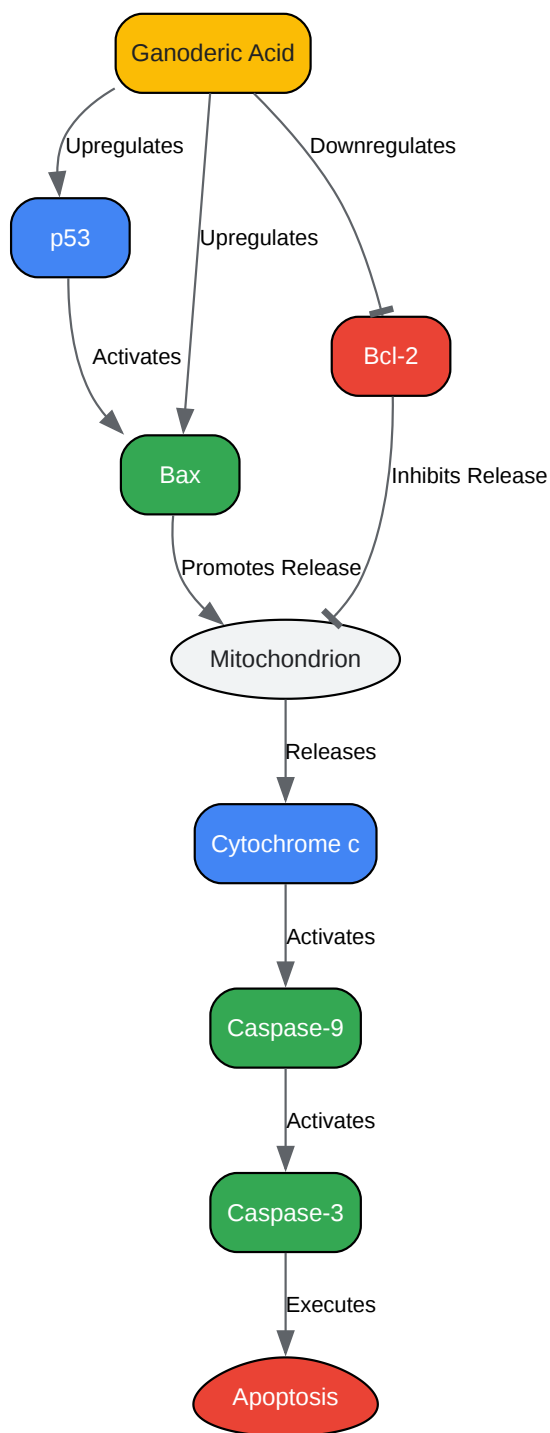 Ganoderic Acid
Upregulates
Downregulates
p53
Upregulates
Activates
Bcl-2
Bax
Inhibits Release
Promotes Release
Mitochondrion
Releases
Cytochrome c
Activates
Caspase-9
Activates
Caspase-3
Executes
Apoptosis